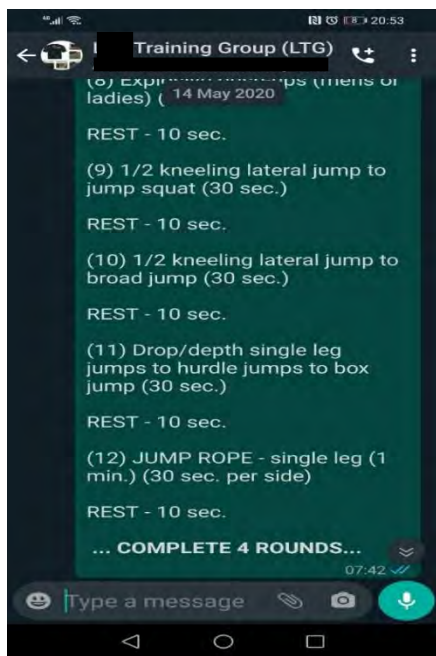 20:53
Training Group (LTG)
(8) (mens or
ladies) (
14 May 2020
REST - 10 sec.
(9) 1/2 kneeling lateral jump to
jump squat (30 sec.)
REST - 10 sec.
(10) 1/2 kneeling lateral jump to
broad jump (30 sec.)
REST - 10 sec.
(11) Drop/depth single leg
jumps to hurdle jumps to box
jump (30 sec.)
REST - 10 sec.
(12) JUMP ROPE - single leg (1
min.) (30 sec. per side)
REST - 10 sec.
... COMPLETE 4 ROUNDS...
07:42
Type a message